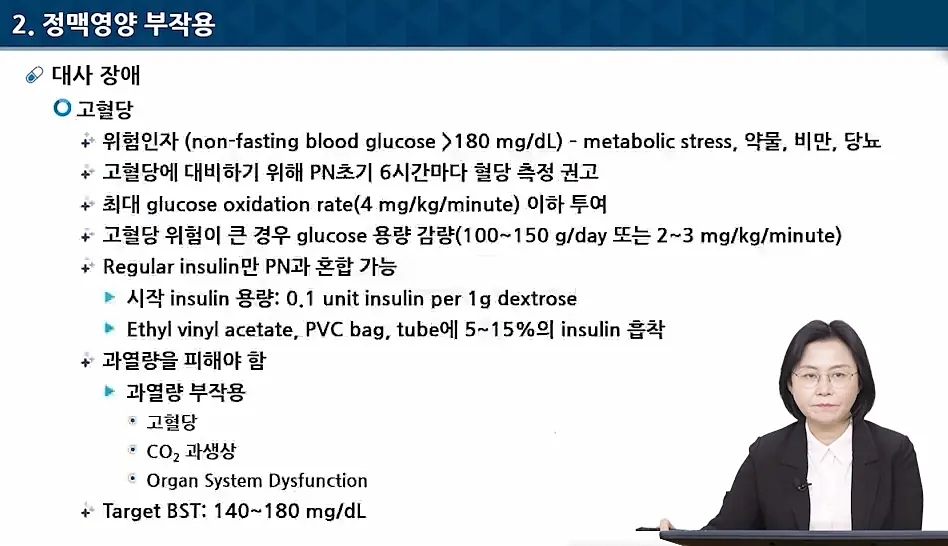 2. 정맥영양 부작용
대사 장애
고혈당
위험인자 (non-fasting blood glucose >180 mg/dL) - metabolic stress, 약물, 비만, 당뇨
고혈당에 대비하기 위해 PN초기 6시간마다 혈당 측정 권고
최대 glucose oxidation rate(4 mg/kg/minute) 이하 투여
고혈당 위험이 큰 경우 glucose 용량 감량(100~150 g/day 또는 2~3 mg/kg/minute)
Regular insulin만 PN과 혼합 가능
시작 insulin 용량: 0.1 unit insulin per 1g dextrose
Ethyl vinyl acetate, PVC bag, tube에 5~15%의 insulin 흡착
과열량을 피해야 함
과열량 부작용
고혈당
CO₂ 과생상
Organ System Dysfunction
Target BST: 140~180 mg/dL